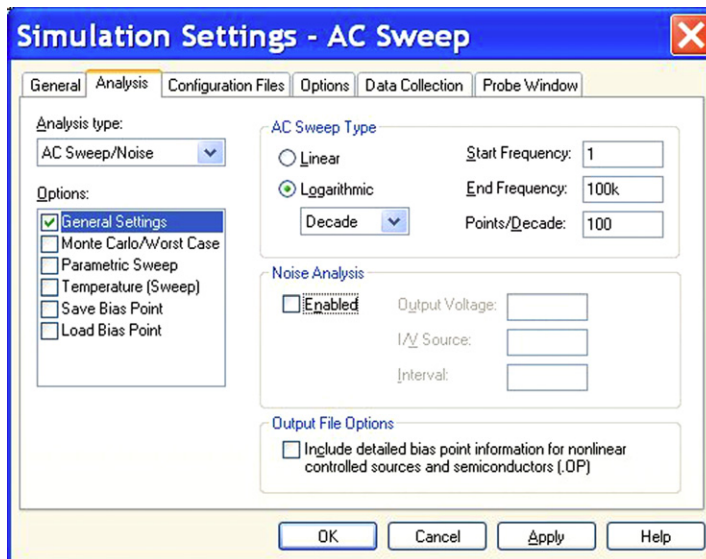 Simulation Settings - AC Sweep
General Analysis Configuration Files Options Data Collection Probe Window
Analysis type:
AC Sweep/Noise
Options:
General Settings
Monte Carlo/Worst Case
Parametric Sweep
Temperature (Sweep)
Save Bias Point
Load Bias Point
AC Sweep Type
Linear
Logarithmic
Decade
Start Frequency: 1
End Frequency: 100k
Points/Decade: 100
Noise Analysis
Enabled
Output Voltage:
I/V Source:
Interval:
Output File Options
Include detailed bias point information for nonlinear
controlled sources and semiconductors (.OP)
OK Cancel Apply Help